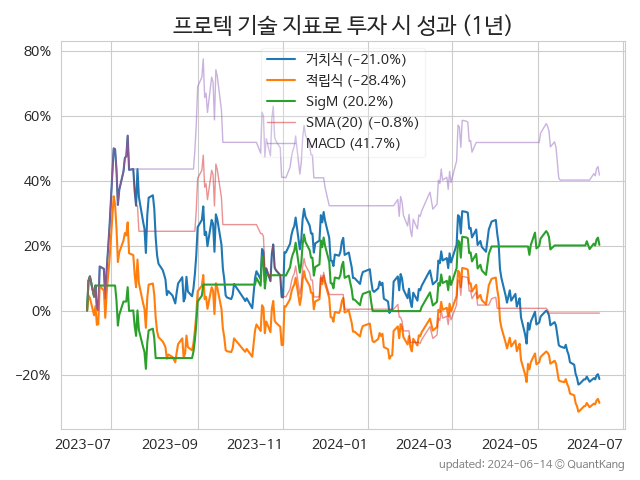 프로텍 기술 지표로 투자 시 성과 (1년)
80%
60%
40%
20%
0%
−20%
거치식 (−21.0%)
적립식 (−28.4%)
SigM (20.2%)
SMA(20) (−0.8%)
MACD (41.7%)
2023-07 2023-09 2023-11 2024-01 2024-03 2024-05 2024-07
updated: 2024-06-14 ⓒ QuantKang